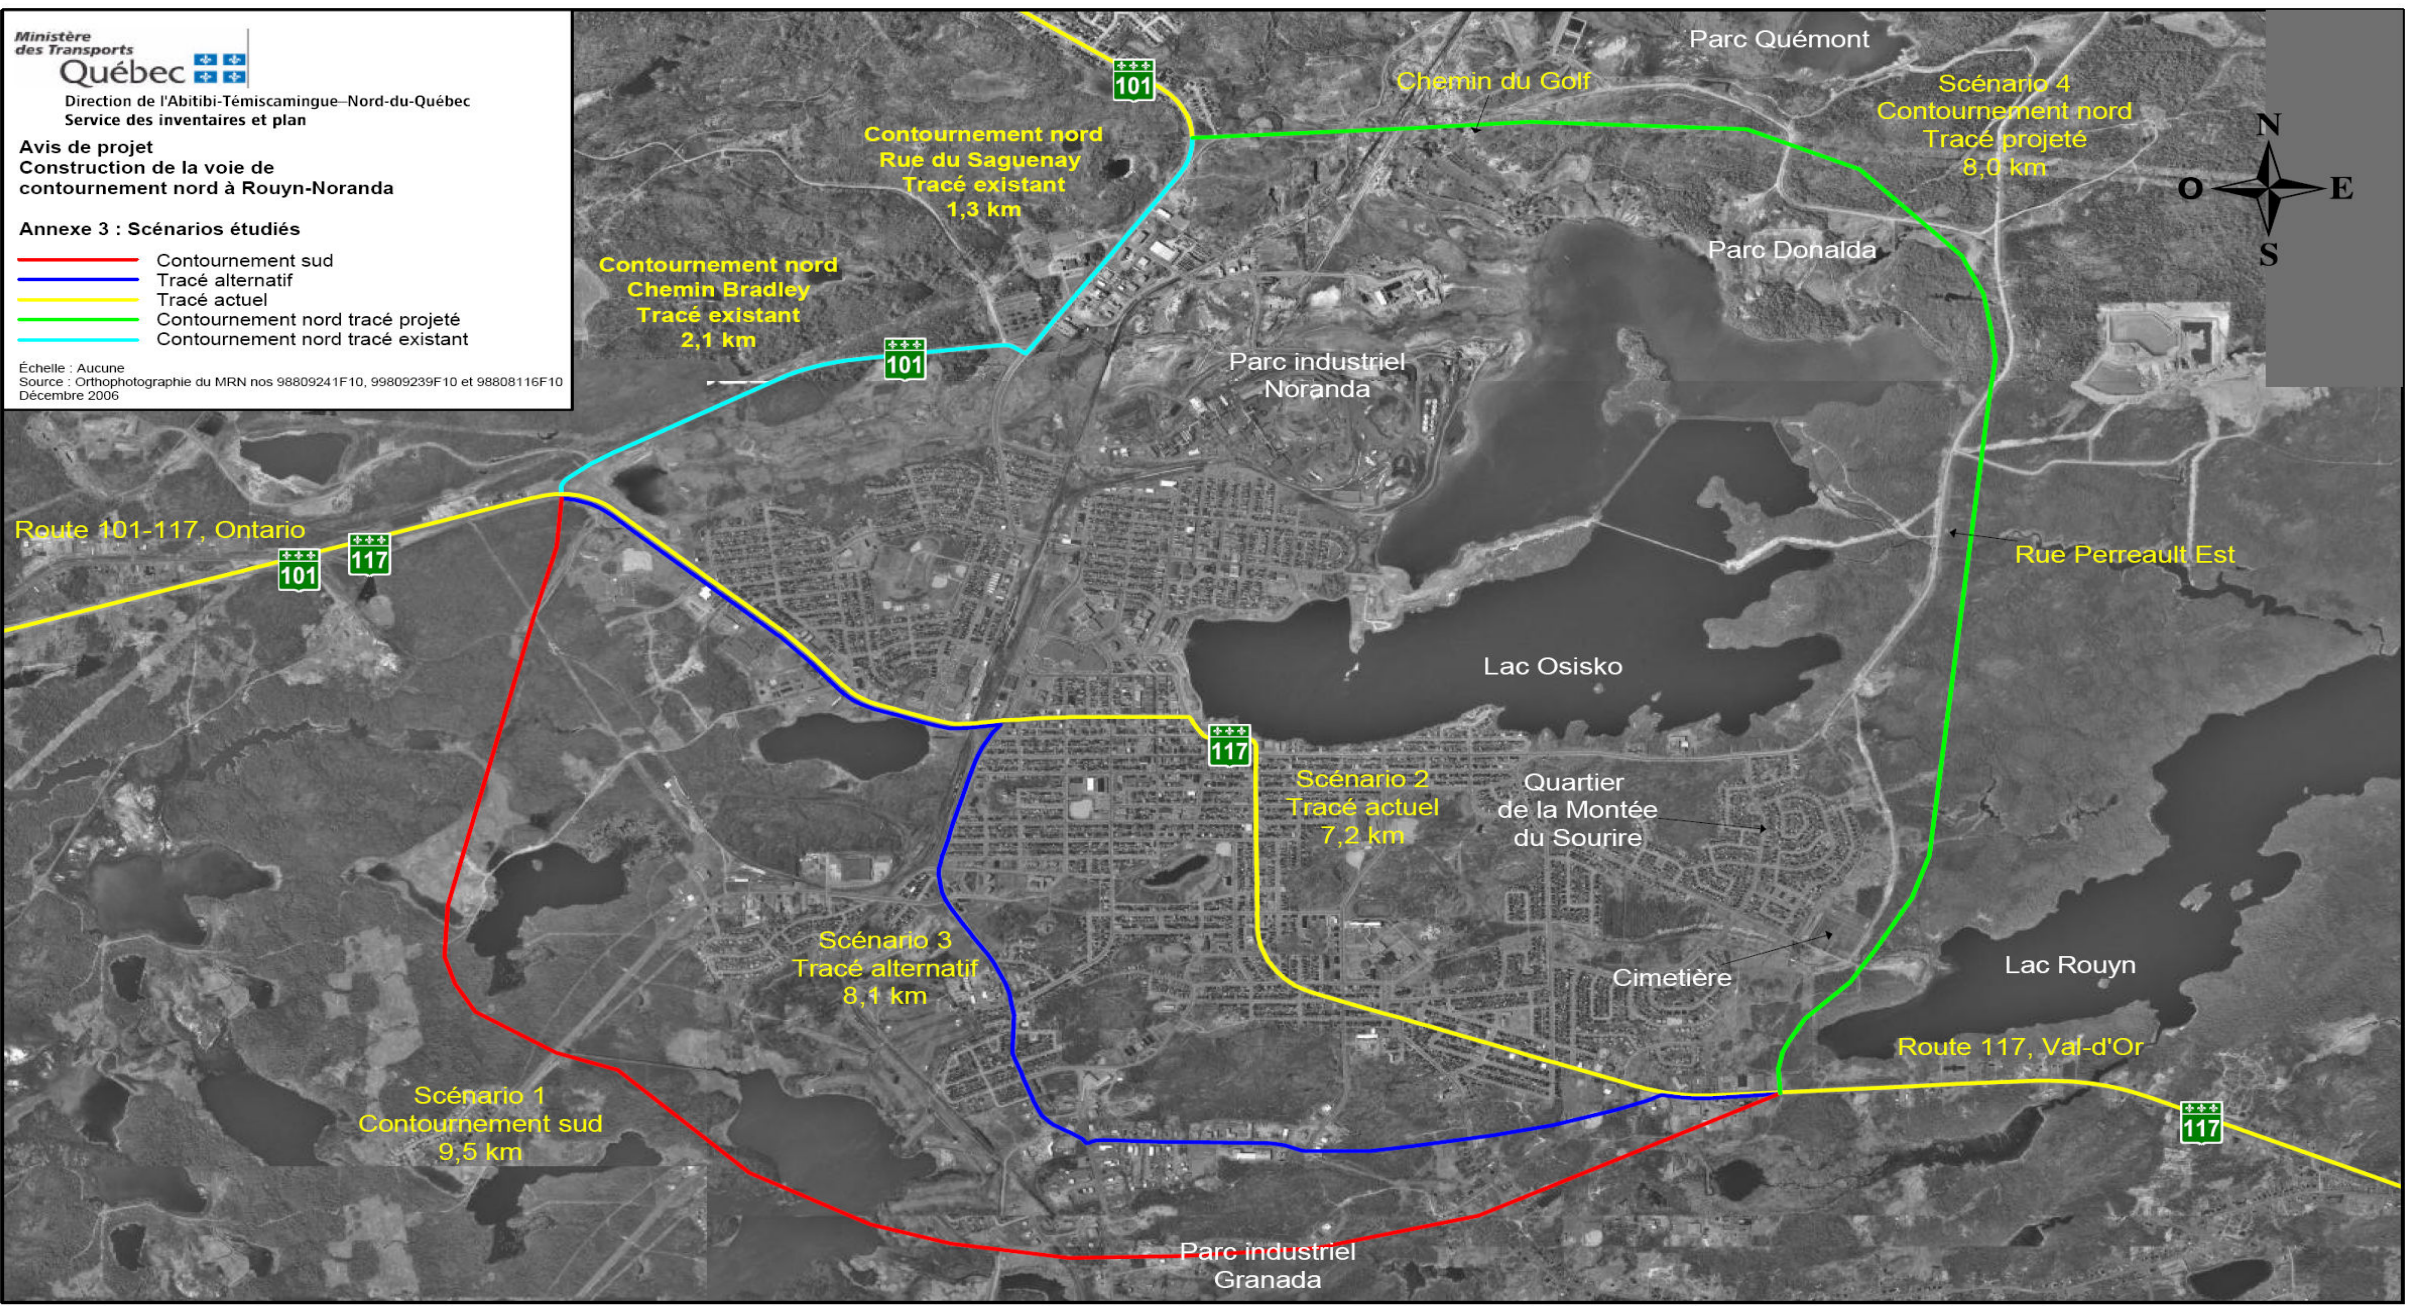 Ministère
des Transports
Québec
Direction de l'Abitibi-Témiscamingue–Nord-du-Québec
Service des inventaires et plan
Avis de projet
Construction de la voie de
contournement nord à Rouyn-Noranda
Annexe 3 : Scénarios étudiés
Contournement sud
Tracé alternatif
Tracé actuel
Contournement nord tracé projeté
Contournement nord tracé existant
Échelle : Aucune
Source : Orthophotographie du MRN nos 98809241F10, 99809239F10 et 98808116F10
Décembre 2006
101
Contournement nord
Rue du Saguenay
Tracé existant
1,3 km
Contournement nord
Chemin Bradley
Tracé existant
2,1 km
101
Chemin du Golf
Parc Quémont
Scénario 4
Contournement nord
Tracé projeté
8,0 km
N
O
E
S
Parc Donalda
Parc industriel
Noranda
Route 101-117, Ontario
101
117
Rue Perreault Est
Lac Osisko
117
Scénario 2
Tracé actuel
7,2 km
Quartier
de la Montée
du Sourire
Scénario 3
Tracé alternatif
8,1 km
Cimetière
Lac Rouyn
Route 117, Val-d'Or
117
Scénario 1
Contournement sud
9,5 km
Parc industriel
Granada